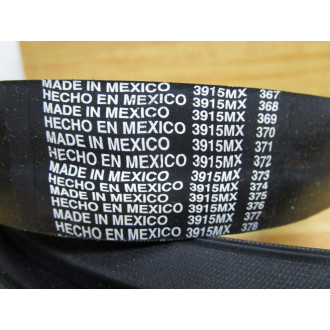 MADE IN MEXICO 3915MX 367
HECHO EN MEXICO 3915MX 368
MADE IN MEXICO 3915MX 369
HECHO EN MEXICO 3915MX 370
MADE IN MEXICO 3915MX 371
HECHO EN MEXICO 3915MX 372
MADE IN MEXICO 3915MX 373
HECHO EN MEXICO 3915MX 374
MADE IN MEXICO 3915MX 375
HECHO EN MEXICO 3915MX 376
MADE IN MEXICO 3915MX 377
HECHO EN MEXICO 3915MX 378